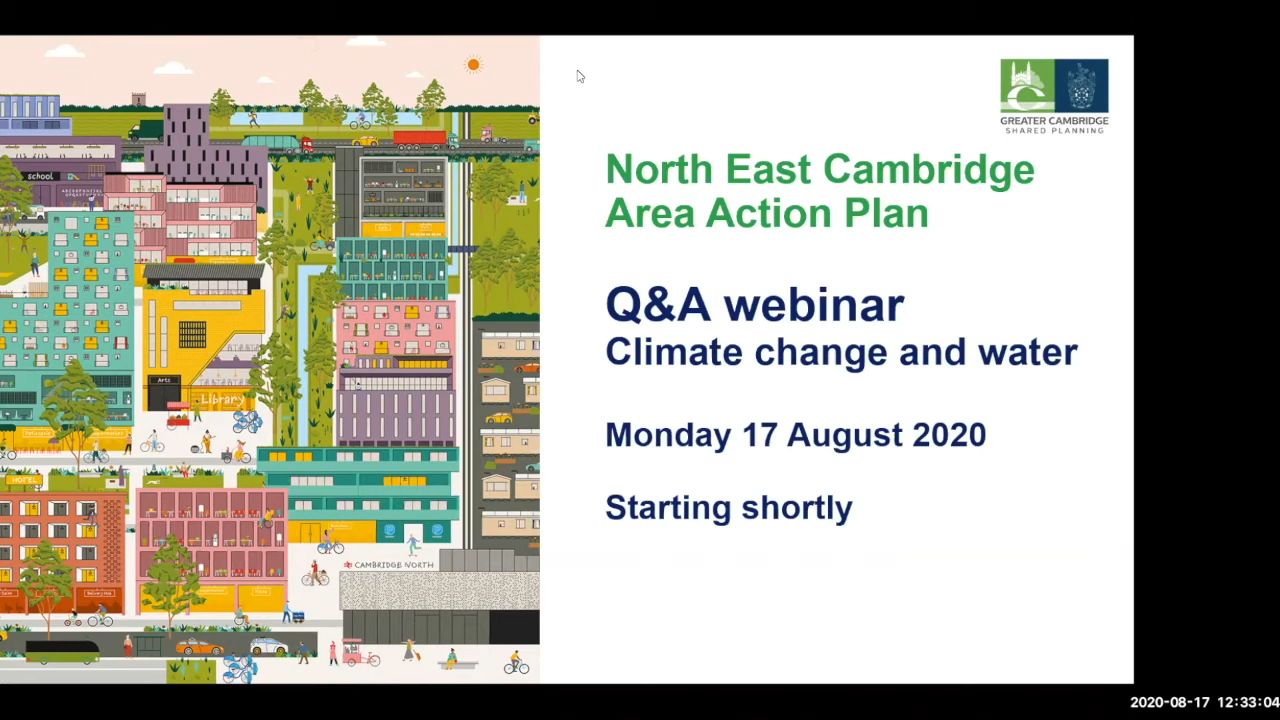 GREATER CAMBRIDGE
SHARED PLANNING
North East Cambridge
Area Action Plan
Q&A webinar
Climate change and water
Monday 17 August 2020
Starting shortly
school
Arts
Library
HOTEL
CAMBRIDGE NORTH
2020-08-17 12:33:04